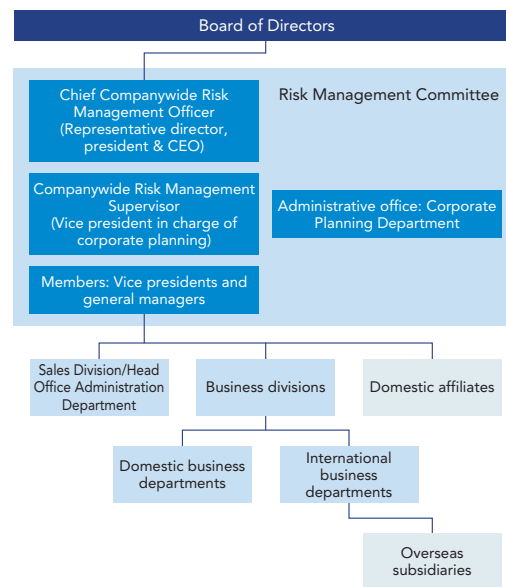 Board of Directors
Chief Companywide Risk
Management Officer
(Representative director,
president & CEO)
Risk Management Committee
Companywide Risk Management
Supervisor
(Vice president in charge of
corporate planning)
Administrative office: Corporate
Planning Department
Members: Vice presidents and
general managers
Sales Division/Head
Office Administration
Department
Business divisions
Domestic affiliates
Domestic business
departments
International
business
departments
Overseas
subsidiaries